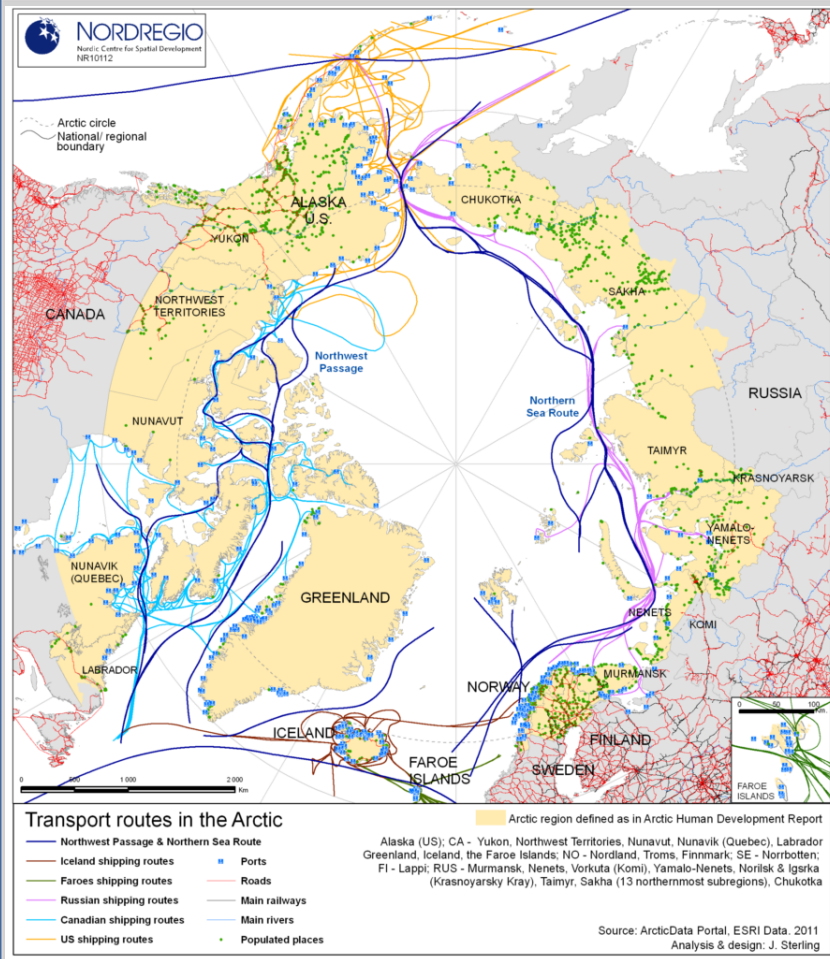 NORDREGIO
Nordic Centre for Spatial Development
NR10112
Arctic circle
National/ regional
boundary
ALASKA
U.S.
CHUKOTKA
YUKON
SAKHA
NORTHWEST
TERRITORIES
CANADA
Northwest
Passage
Northern
Sea Route
RUSSIA
NUNAVUT
TAIMYR
KRASNOYARSK
YAMALO-
NENETS
NUNAVIK
(QUEBEC)
GREENLAND
NENETS
KOMI
LABRADOR
MURMANSK
NORWAY
ICELAND
FINLAND
FAROE
ISLANDS
SWEDEN
0 50 100
Km
FAROE
ISLANDS
0 500 1 000 2 000
Km
Transport routes in the Arctic
Northwest Passage & Northern Sea Route
Iceland shipping routes
Faroes shipping routes
Russian shipping routes
Canadian shipping routes
US shipping routes
Ports
Roads
Main railways
Main rivers
Populated places
Arctic region defined as in Arctic Human Development Report
Alaska (US); CA - Yukon, Northwest Territories, Nunavut, Nunavik (Quebec), Labrador
Greenland, Iceland, the Faroe Islands; NO - Nordland, Troms, Finnmark; SE - Norrbotten;
FI - Lappi; RUS - Murmansk, Nenets, Vorkuta (Komi), Yamalo-Nenets, Norilsk & Igsrka
(Krasnoyarsky Kray), Taimyr, Sakha (13 northernmost subregions), Chukotka
Source: ArcticData Portal, ESRI Data. 2011
Analysis & design: J. Sterling